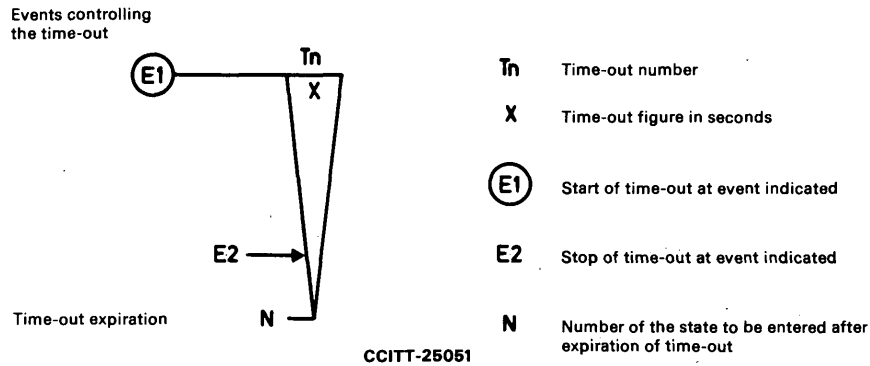 Events controlling
the time-out
Tn
E1
X
E2
Time-out expiration
N
Tn Time-out number
X Time-out figure in seconds
E1 Start of time-out at event indicated
E2 Stop of time-out at event indicated
N Number of the state to be entered after
expiration of time-out
CCITT-25051